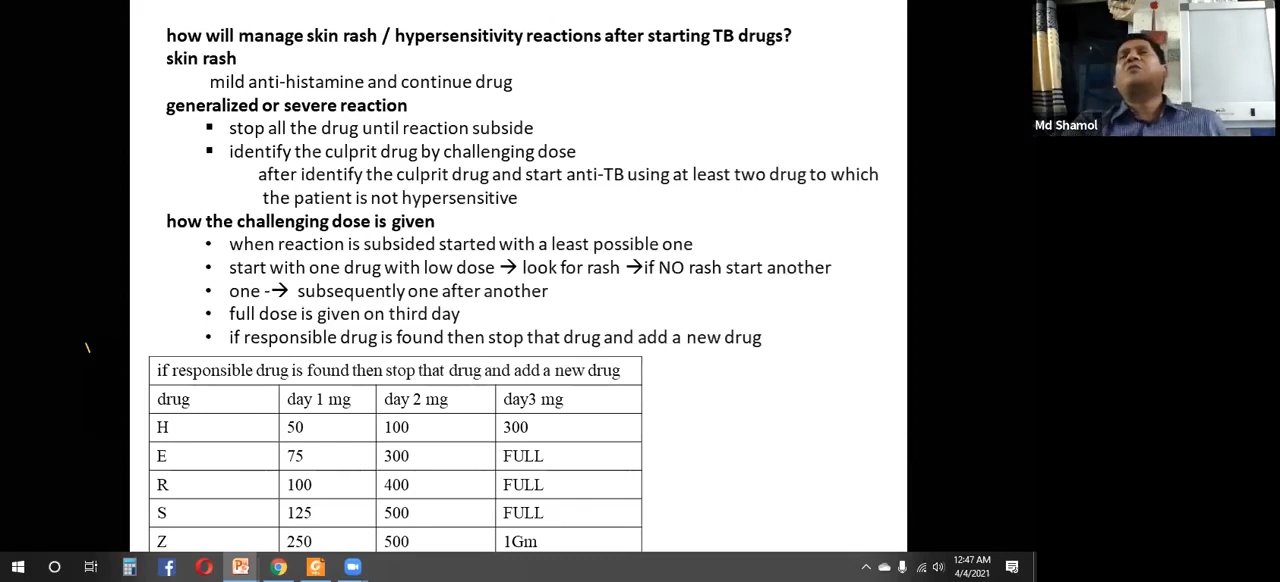 how will manage skin rash / hypersensitivity reactions after starting TB drugs?
skin rash
mild anti-histamine and continue drug
generalized or severe reaction
▪ stop all the drug until reaction subside
▪ identify the culprit drug by challenging dose
after identify the culprit drug and start anti-TB using at least two drug to which
the patient is not hypersensitive
how the challenging dose is given
• when reaction is subsided started with a least possible one
• start with one drug with low dose → look for rash →if NO rash start another
• one -→ subsequently one after another
• full dose is given on third day
• if responsible drug is found then stop that drug and add a new drug
if responsible drug is found then stop that drug and add a new drug
drug day 1 mg day 2 mg day3 mg
H 50 100 300
E 75 300 FULL
R 100 400 FULL
S 125 500 FULL
Z 250 500 1Gm
Md Shamol
12:47 AM
4/4/2021